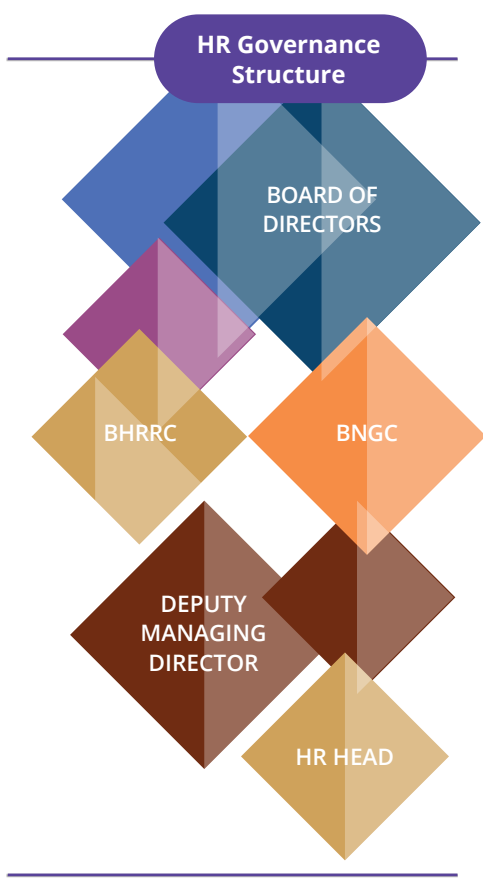 HR Governance
Structure
BOARD OF
DIRECTORS
BHRRC
BNGC
DEPUTY
MANAGING
DIRECTOR
HR HEAD